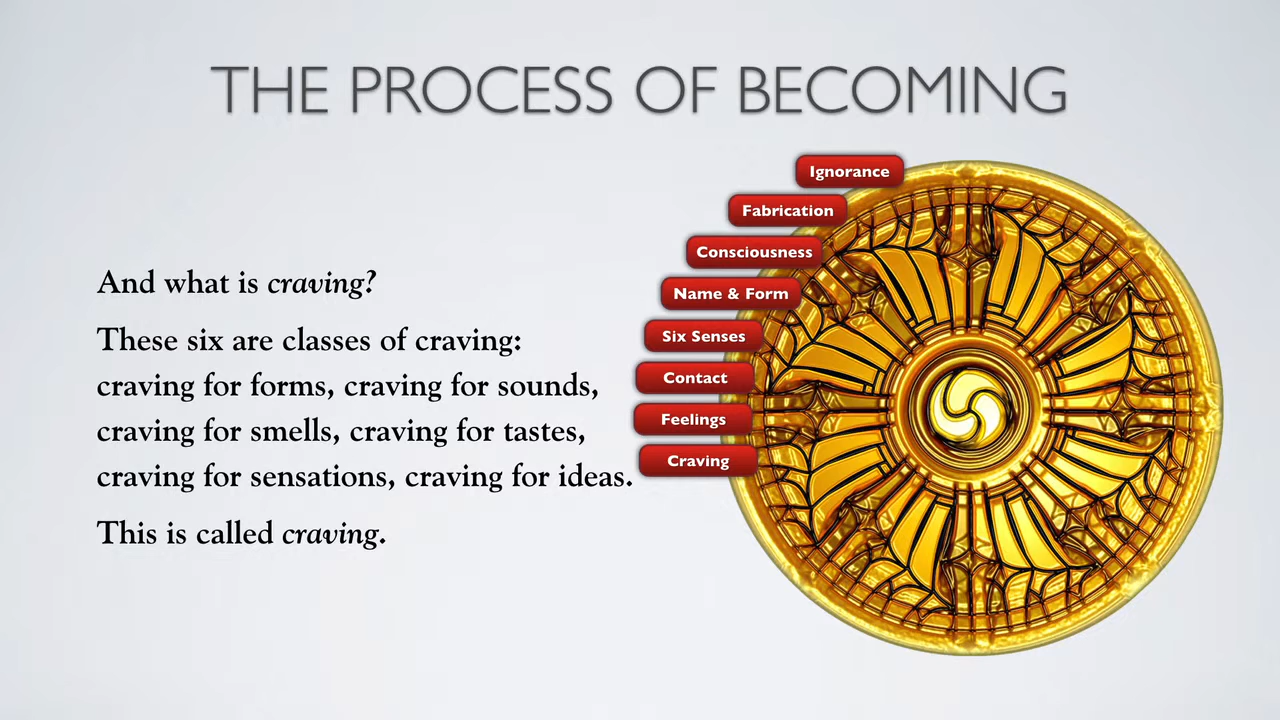 THE PROCESS OF BECOMING
And what is craving?
These six are classes of craving:
craving for forms, craving for sounds,
craving for smells, craving for tastes,
craving for sensations, craving for ideas.
This is called craving.
Ignorance
Fabrication
Consciousness
Name & Form
Six Senses
Contact
Feelings
Craving